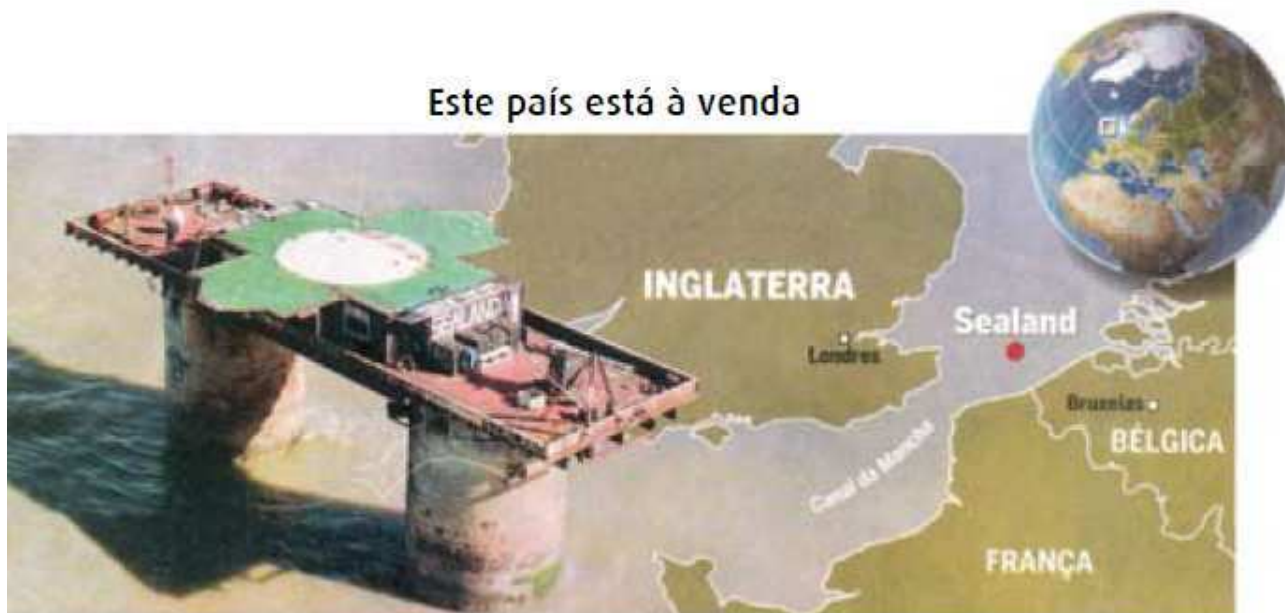 Este país está à venda
INGLATERRA
Londres
Sealand
Bruxelas
BÉLGICA
Canal da Mancha
FRANÇA
SEALAND